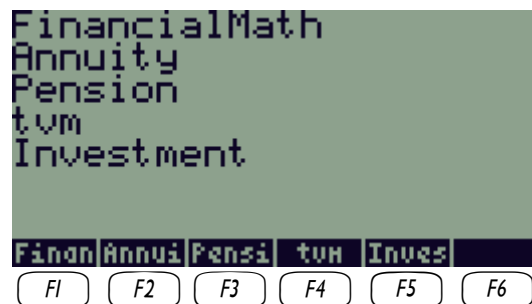 FinancialMath
Annuity
Pension
tvm
Investment
Finan Annui Pensi tvm Inves
F1 F2 F3 F4 F5 F6